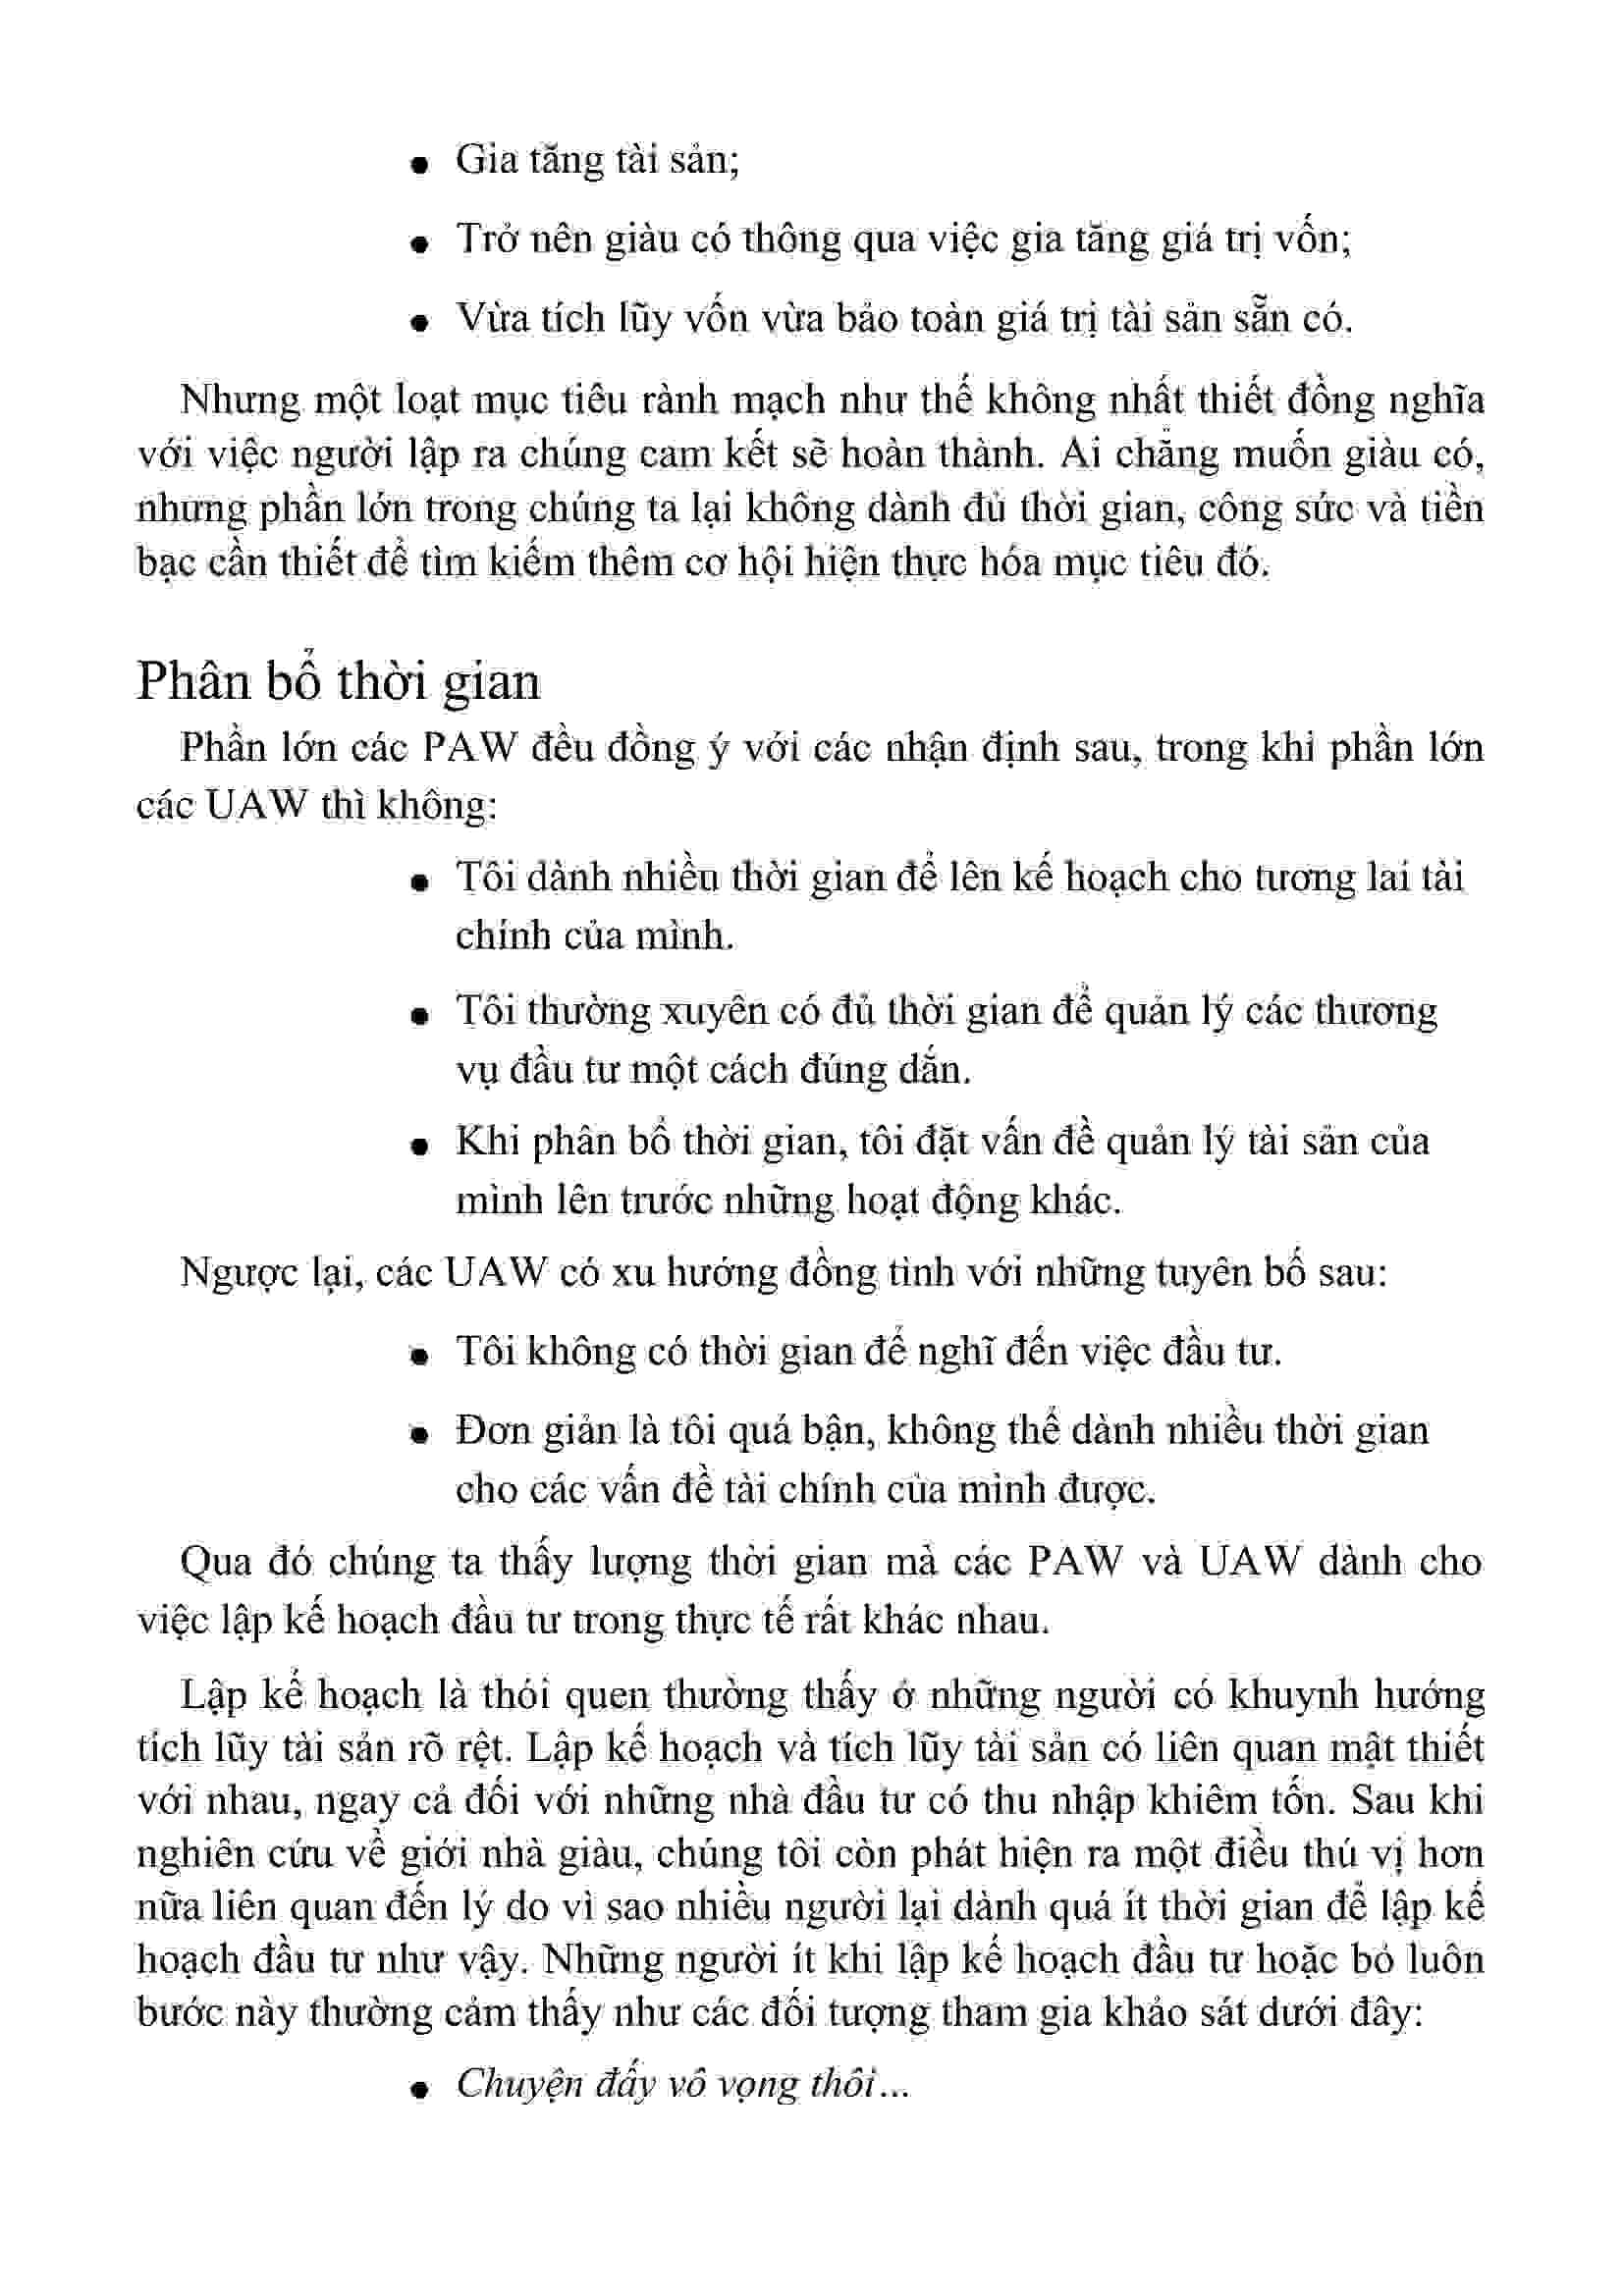 ● Gia tăng tài sản;
● Trở nên giàu có thông qua việc gia tăng giá trị vốn;
● Vừa tích lũy vốn vừa bảo toàn giá trị tài sản sẵn có.
Nhưng một loạt mục tiêu rành mạch như thế không nhất thiết đồng nghĩa
với việc người lập ra chúng cam kết sẽ hoàn thành. Ai chẳng muốn giàu có,
nhưng phần lớn trong chúng ta lại không dành đủ thời gian, công sức và tiền
bạc cần thiết để tìm kiếm thêm cơ hội hiện thực hóa mục tiêu đó.
Phân bổ thời gian
Phần lớn các PAW đều đồng ý với các nhận định sau, trong khi phần lớn
các UAW thì không:
● Tôi dành nhiều thời gian để lên kế hoạch cho tương lai tài
chính của mình.
● Tôi thường xuyên có đủ thời gian để quản lý các thương
vụ đầu tư một cách đúng dắn.
● Khi phân bổ thời gian, tôi đặt vấn đề quản lý tài sản của
mình lên trước những hoạt động khác.
Ngược lại, các UAW có xu hướng đồng tình với những tuyên bố sau:
● Tôi không có thời gian để nghĩ đến việc đầu tư.
● Đơn giản là tôi quá bận, không thể dành nhiều thời gian
cho các vấn đề tài chính của mình được.
Qua đó chúng ta thấy lượng thời gian mà các PAW và UAW dành cho
việc lập kế hoạch đầu tư trong thực tế rất khác nhau.
Lập kế hoạch là thói quen thường thấy ở những người có khuynh hướng
tích lũy tài sản rõ rệt. Lập kế hoạch và tích lũy tài sản có liên quan mật thiết
với nhau, ngay cả đối với những nhà đầu tư có thu nhập khiêm tốn. Sau khi
nghiên cứu về giới nhà giàu, chúng tôi còn phát hiện ra một điều thú vị hơn
nữa liên quan đến lý do vì sao nhiều người lại dành quá ít thời gian để lập kế
hoạch đầu tư như vậy. Những người ít khi lập kế hoạch đầu tư hoặc bỏ luôn
bước này thường cảm thấy như các đối tượng tham gia khảo sát dưới đây:
● Chuyện đấy vô vọng thôi...